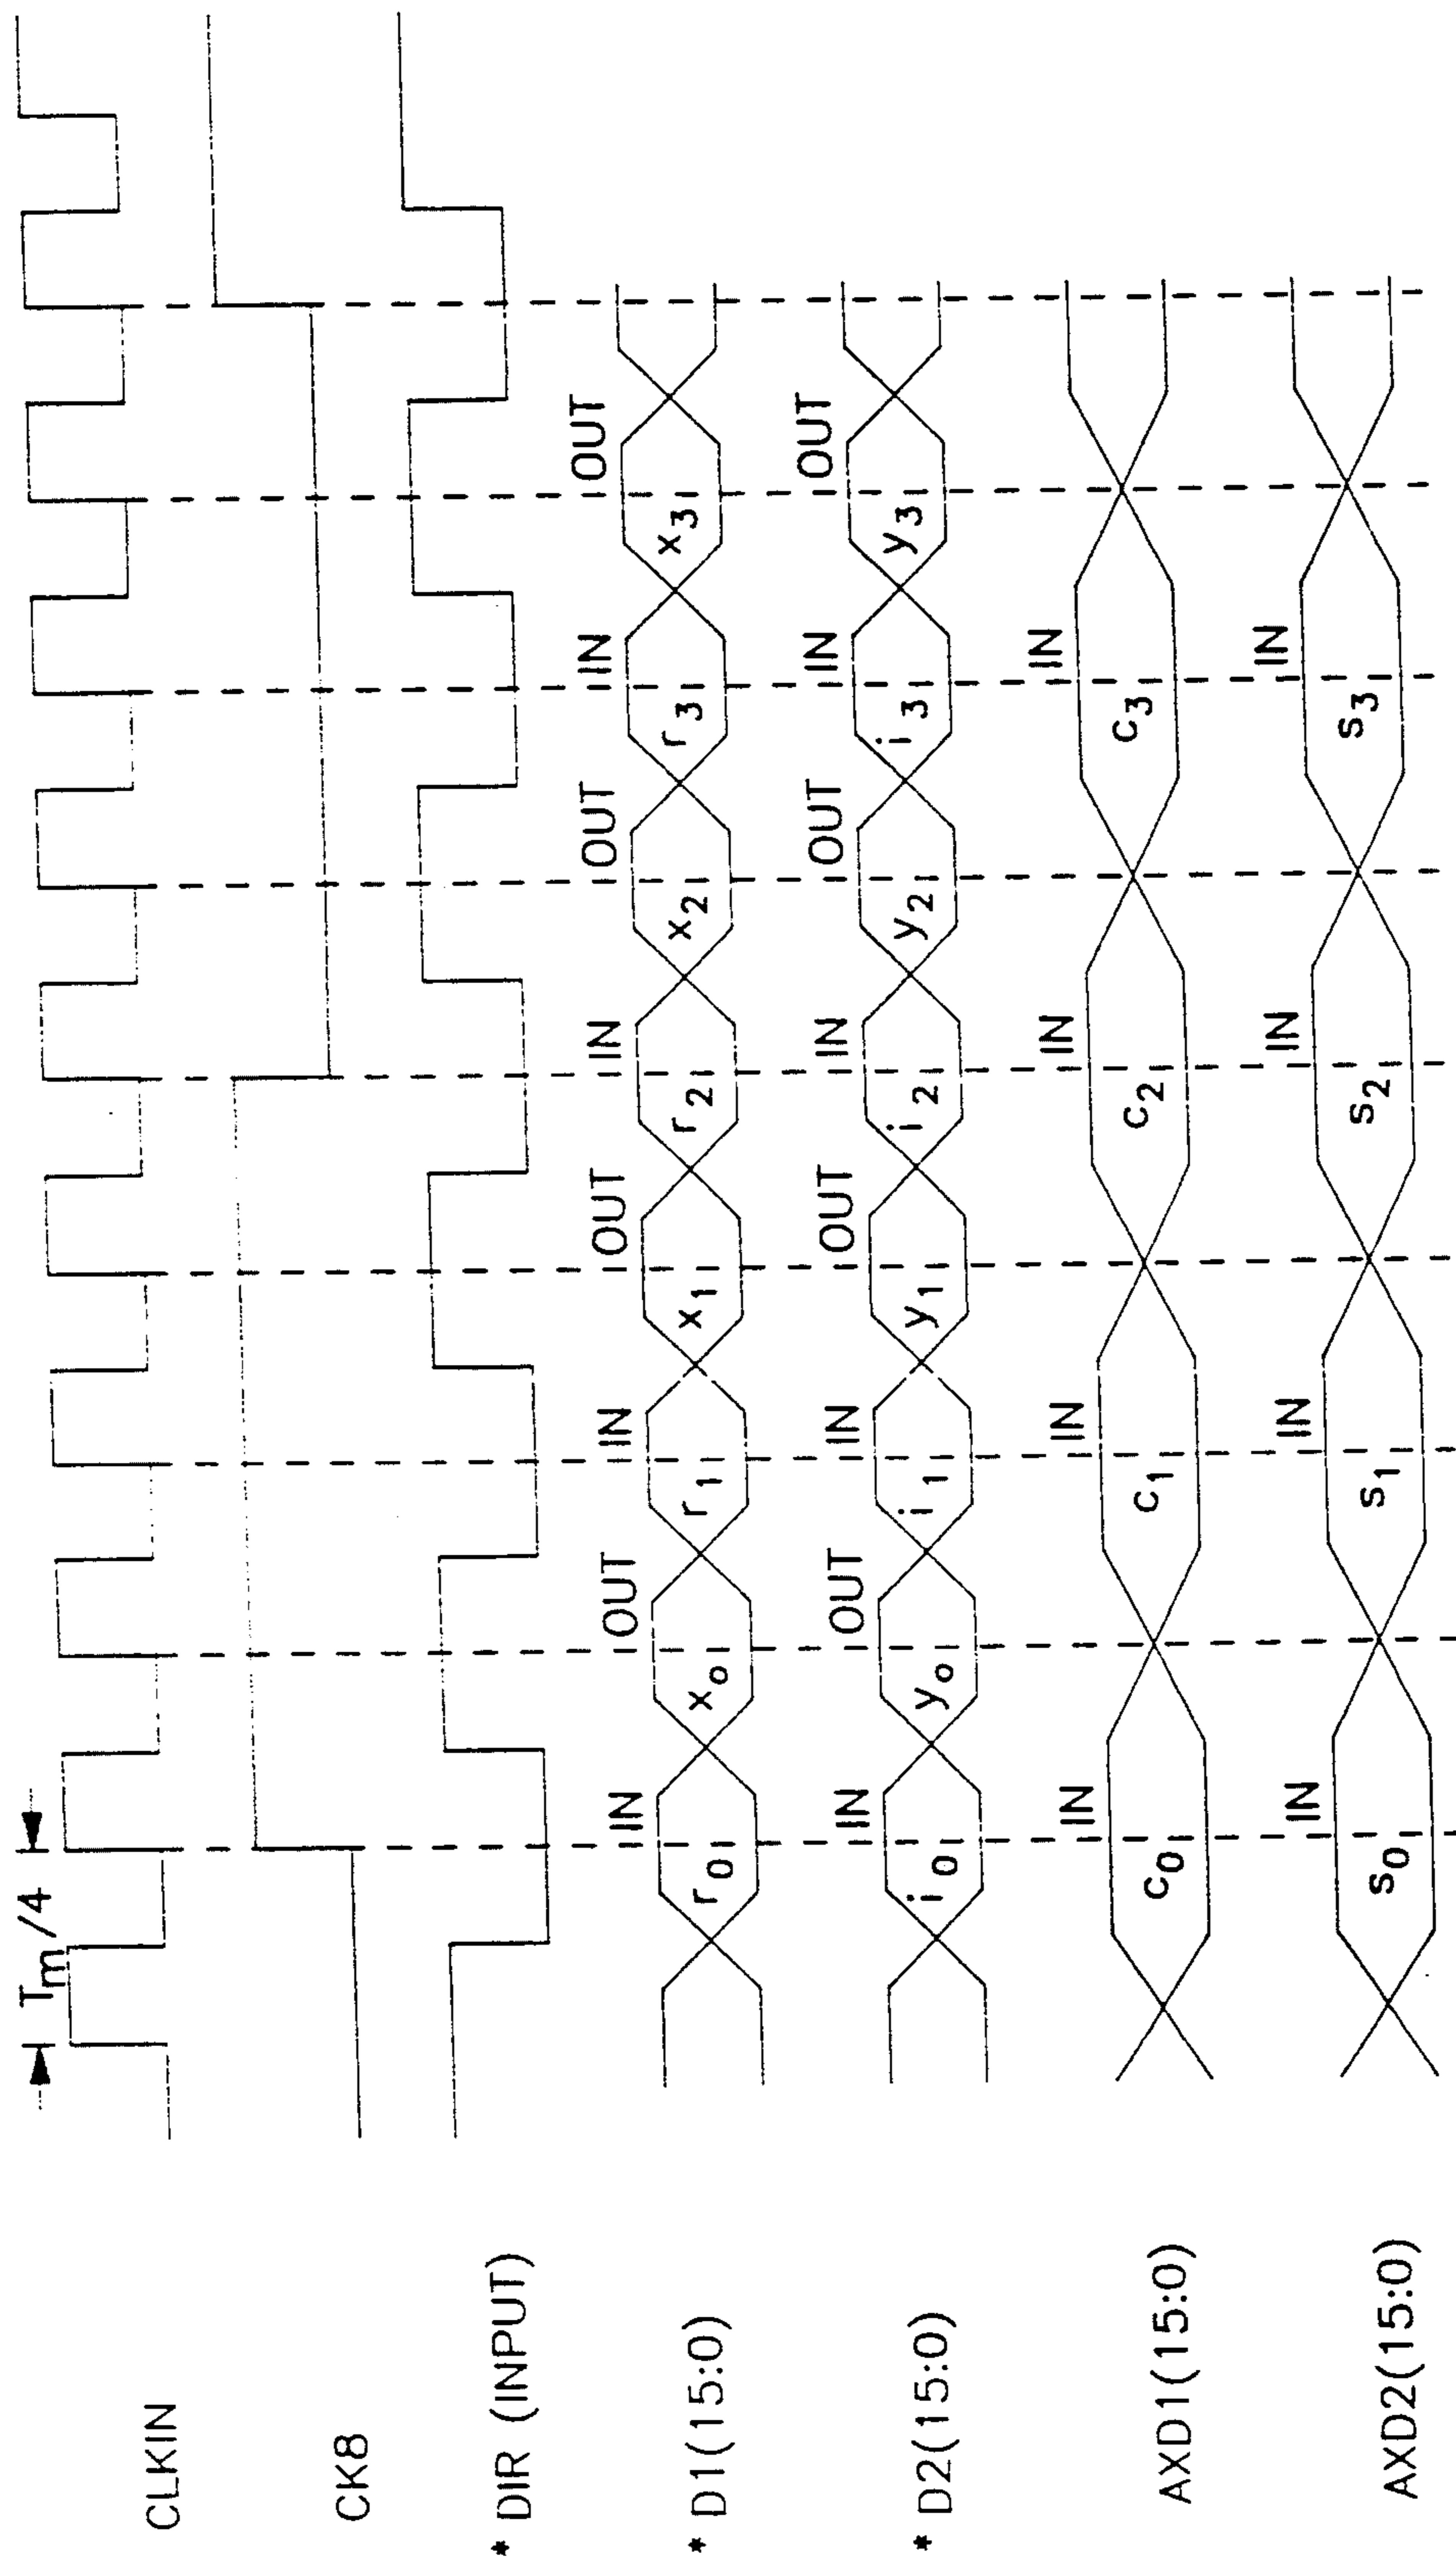 Tm/4
CLKIN
CK8
* DIR (INPUT)
IN OUT IN OUT IN OUT IN OUT
* D1(15:0) r0 x0 r1 x1 r2 x2 r3 x3
IN OUT IN OUT IN OUT IN OUT
* D2(15:0) i0 y0 i1 y1 i2 y2 i3 y3
IN IN IN IN
AXD1(15:0) c0 c1 c2 c3
IN IN IN IN
AXD2(15:0) s0 s1 s2 s3